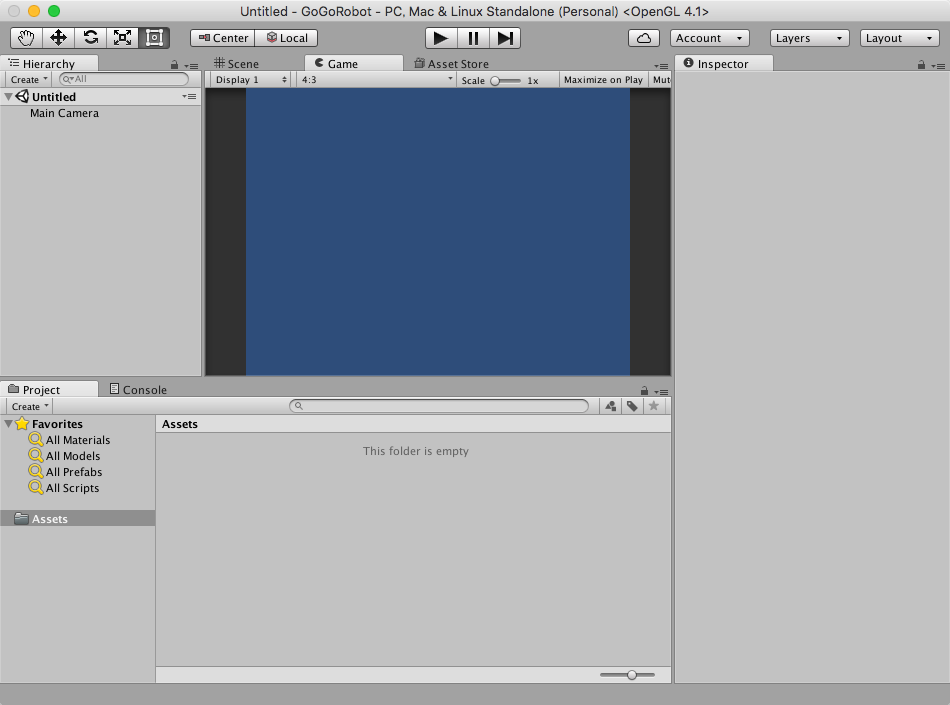 Untitled - GoGoRobot - PC, Mac & Linux Standalone (Personal) <OpenGL 4.1>
Center Local Account Layers Layout
Hierarchy
Create All
Untitled
Main Camera
Scene Game Asset Store
Display 1 4:3 Scale 1x Maximize on Play Mut
Inspector
Project Console
Create
Favorites
All Materials
All Models
All Prefabs
All Scripts
Assets
Assets
This folder is empty